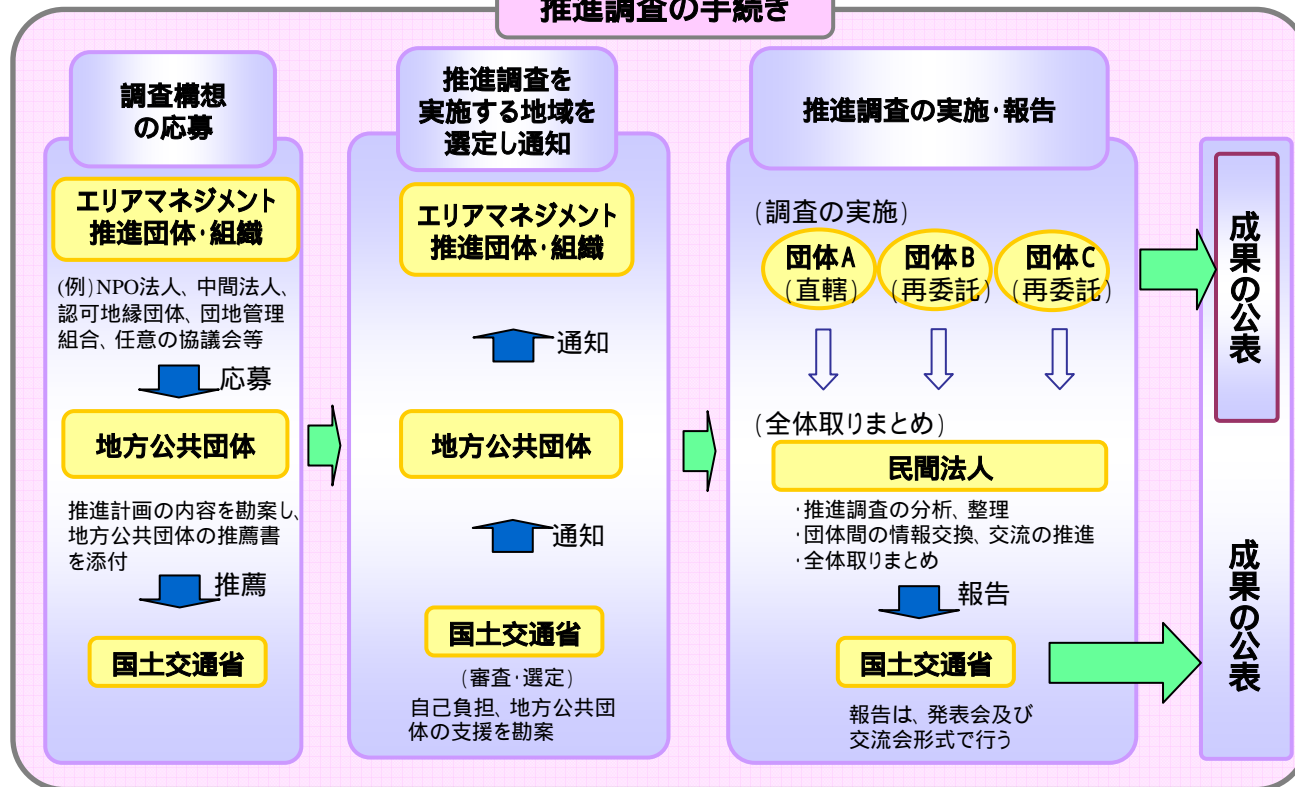 推進調査の手続き
調査構想
の応募
エリアマネジメント
推進団体・組織
(例)NPO法人、中間法人、
認可地縁団体、団地管理
組合、任意の協議会等
応募
地方公共団体
推進計画の内容を勘案し、
地方公共団体の推薦書
を添付
推薦
国土交通省
推進調査を
実施する地域を
選定し通知
エリアマネジメント
推進団体・組織
通知
地方公共団体
通知
国土交通省
(審査・選定)
自己負担、地方公共団
体の支援を勘案
推進調査の実施・報告
(調査の実施)
団体A
(直轄)
団体B
(再委託)
団体C
(再委託)
(全体取りまとめ)
民間法人
・推進調査の分析、整理
・団体間の情報交換、交流の推進
・全体取りまとめ
報告
国土交通省
報告は、発表会及び
交流会形式で行う
成果の公表
成果の公表